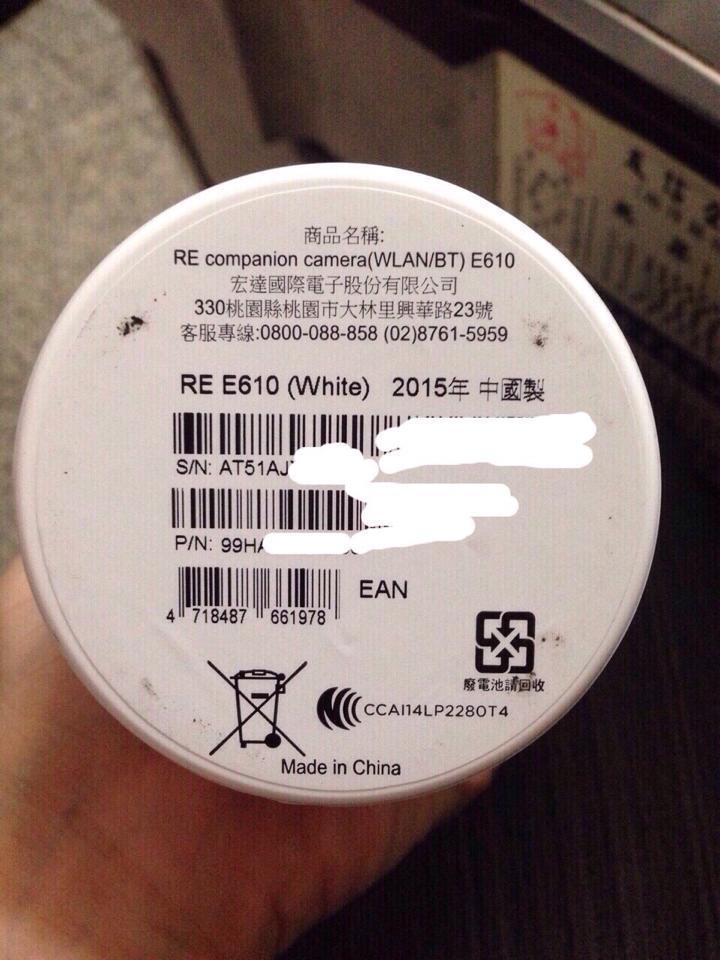 商品名稱:
RE companion camera(WLAN/BT) E610
宏達國際電子股份有限公司
330桃園縣桃園市大林里興華路23號
客服專線:0800-088-858 (02)8761-5959
RE E610 (White) 2015年 中國製
S/N: AT51AJ
P/N: 99HA
4 718487 661978
EAN
廢電池請回收
CCAI14LP2280T4
Made in China